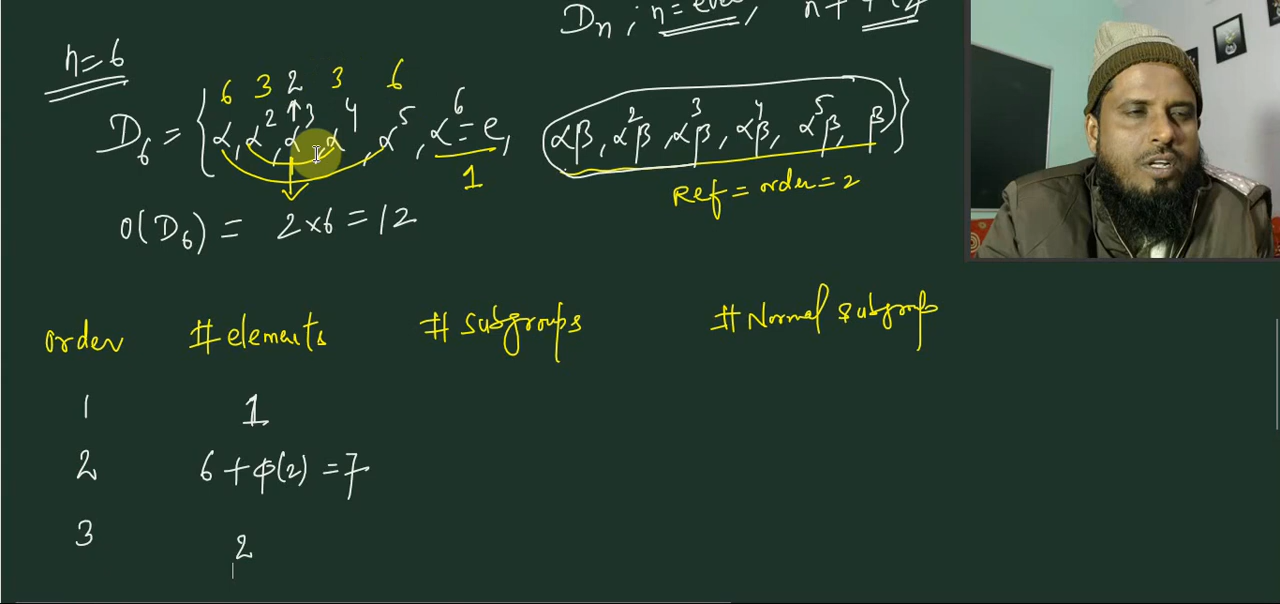 Dₙ ; n = even, n ≠
n=6
6 3 2 3 6
D₆ = { α, α², α³, α⁴, α⁵, α⁶ = e, αβ, α²β, α³β, α⁴β, α⁵β, β }
1
Ref = order = 2
O(D₆) = 2×6 = 12
order # elements # Subgroups # Normal subgroup
1 1
2 6+φ(2) = 7
3 2